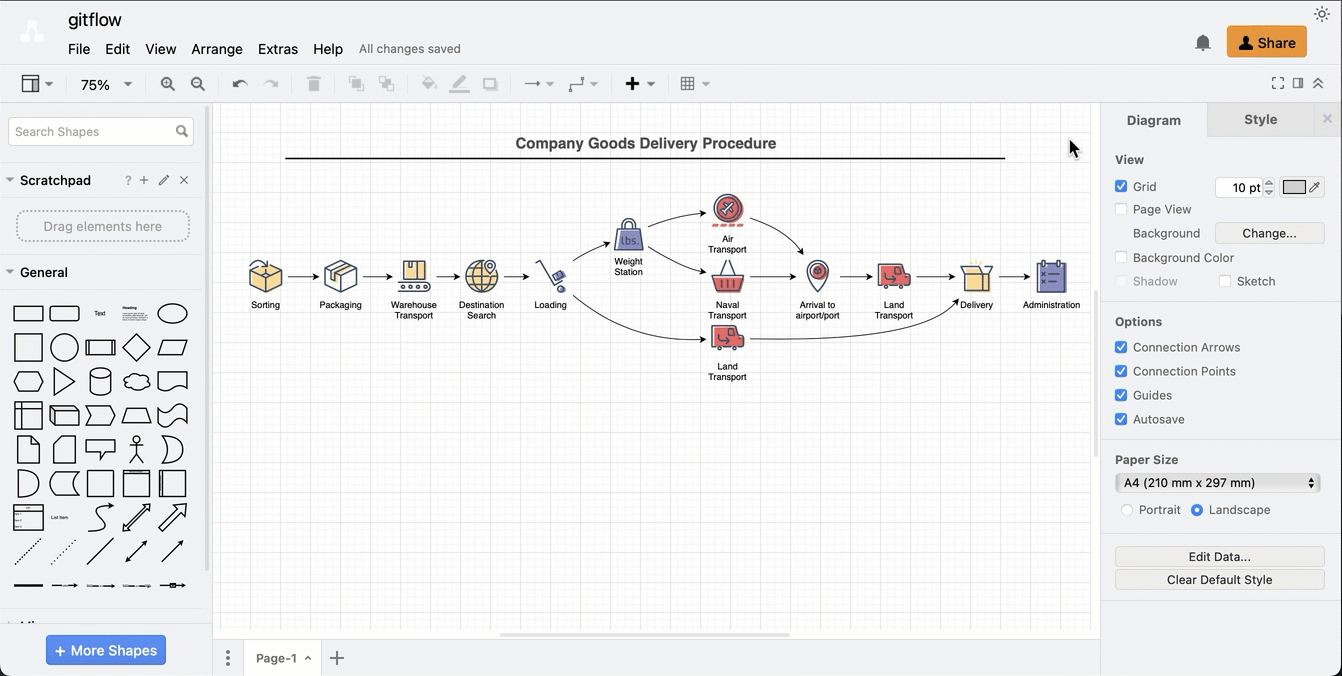 gitflow
File Edit View Arrange Extras Help All changes saved
Share
75%
Search Shapes
Scratchpad
?
Drag elements here
General
Text
Heading
List Item
+ More Shapes
Company Goods Delivery Procedure
Air
Transport
lbs.
Weight
Station
Sorting
Packaging
Warehouse
Transport
Destination
Search
Loading
Naval
Transport
Arrival to
airport/port
Land
Transport
Delivery
Administration
Land
Transport
Page-1
Diagram
Style
View
Grid
10 pt
Page View
Background
Change...
Background Color
Shadow
Sketch
Options
Connection Arrows
Connection Points
Guides
Autosave
Paper Size
A4 (210 mm x 297 mm)
Portrait
Landscape
Edit Data...
Clear Default Style